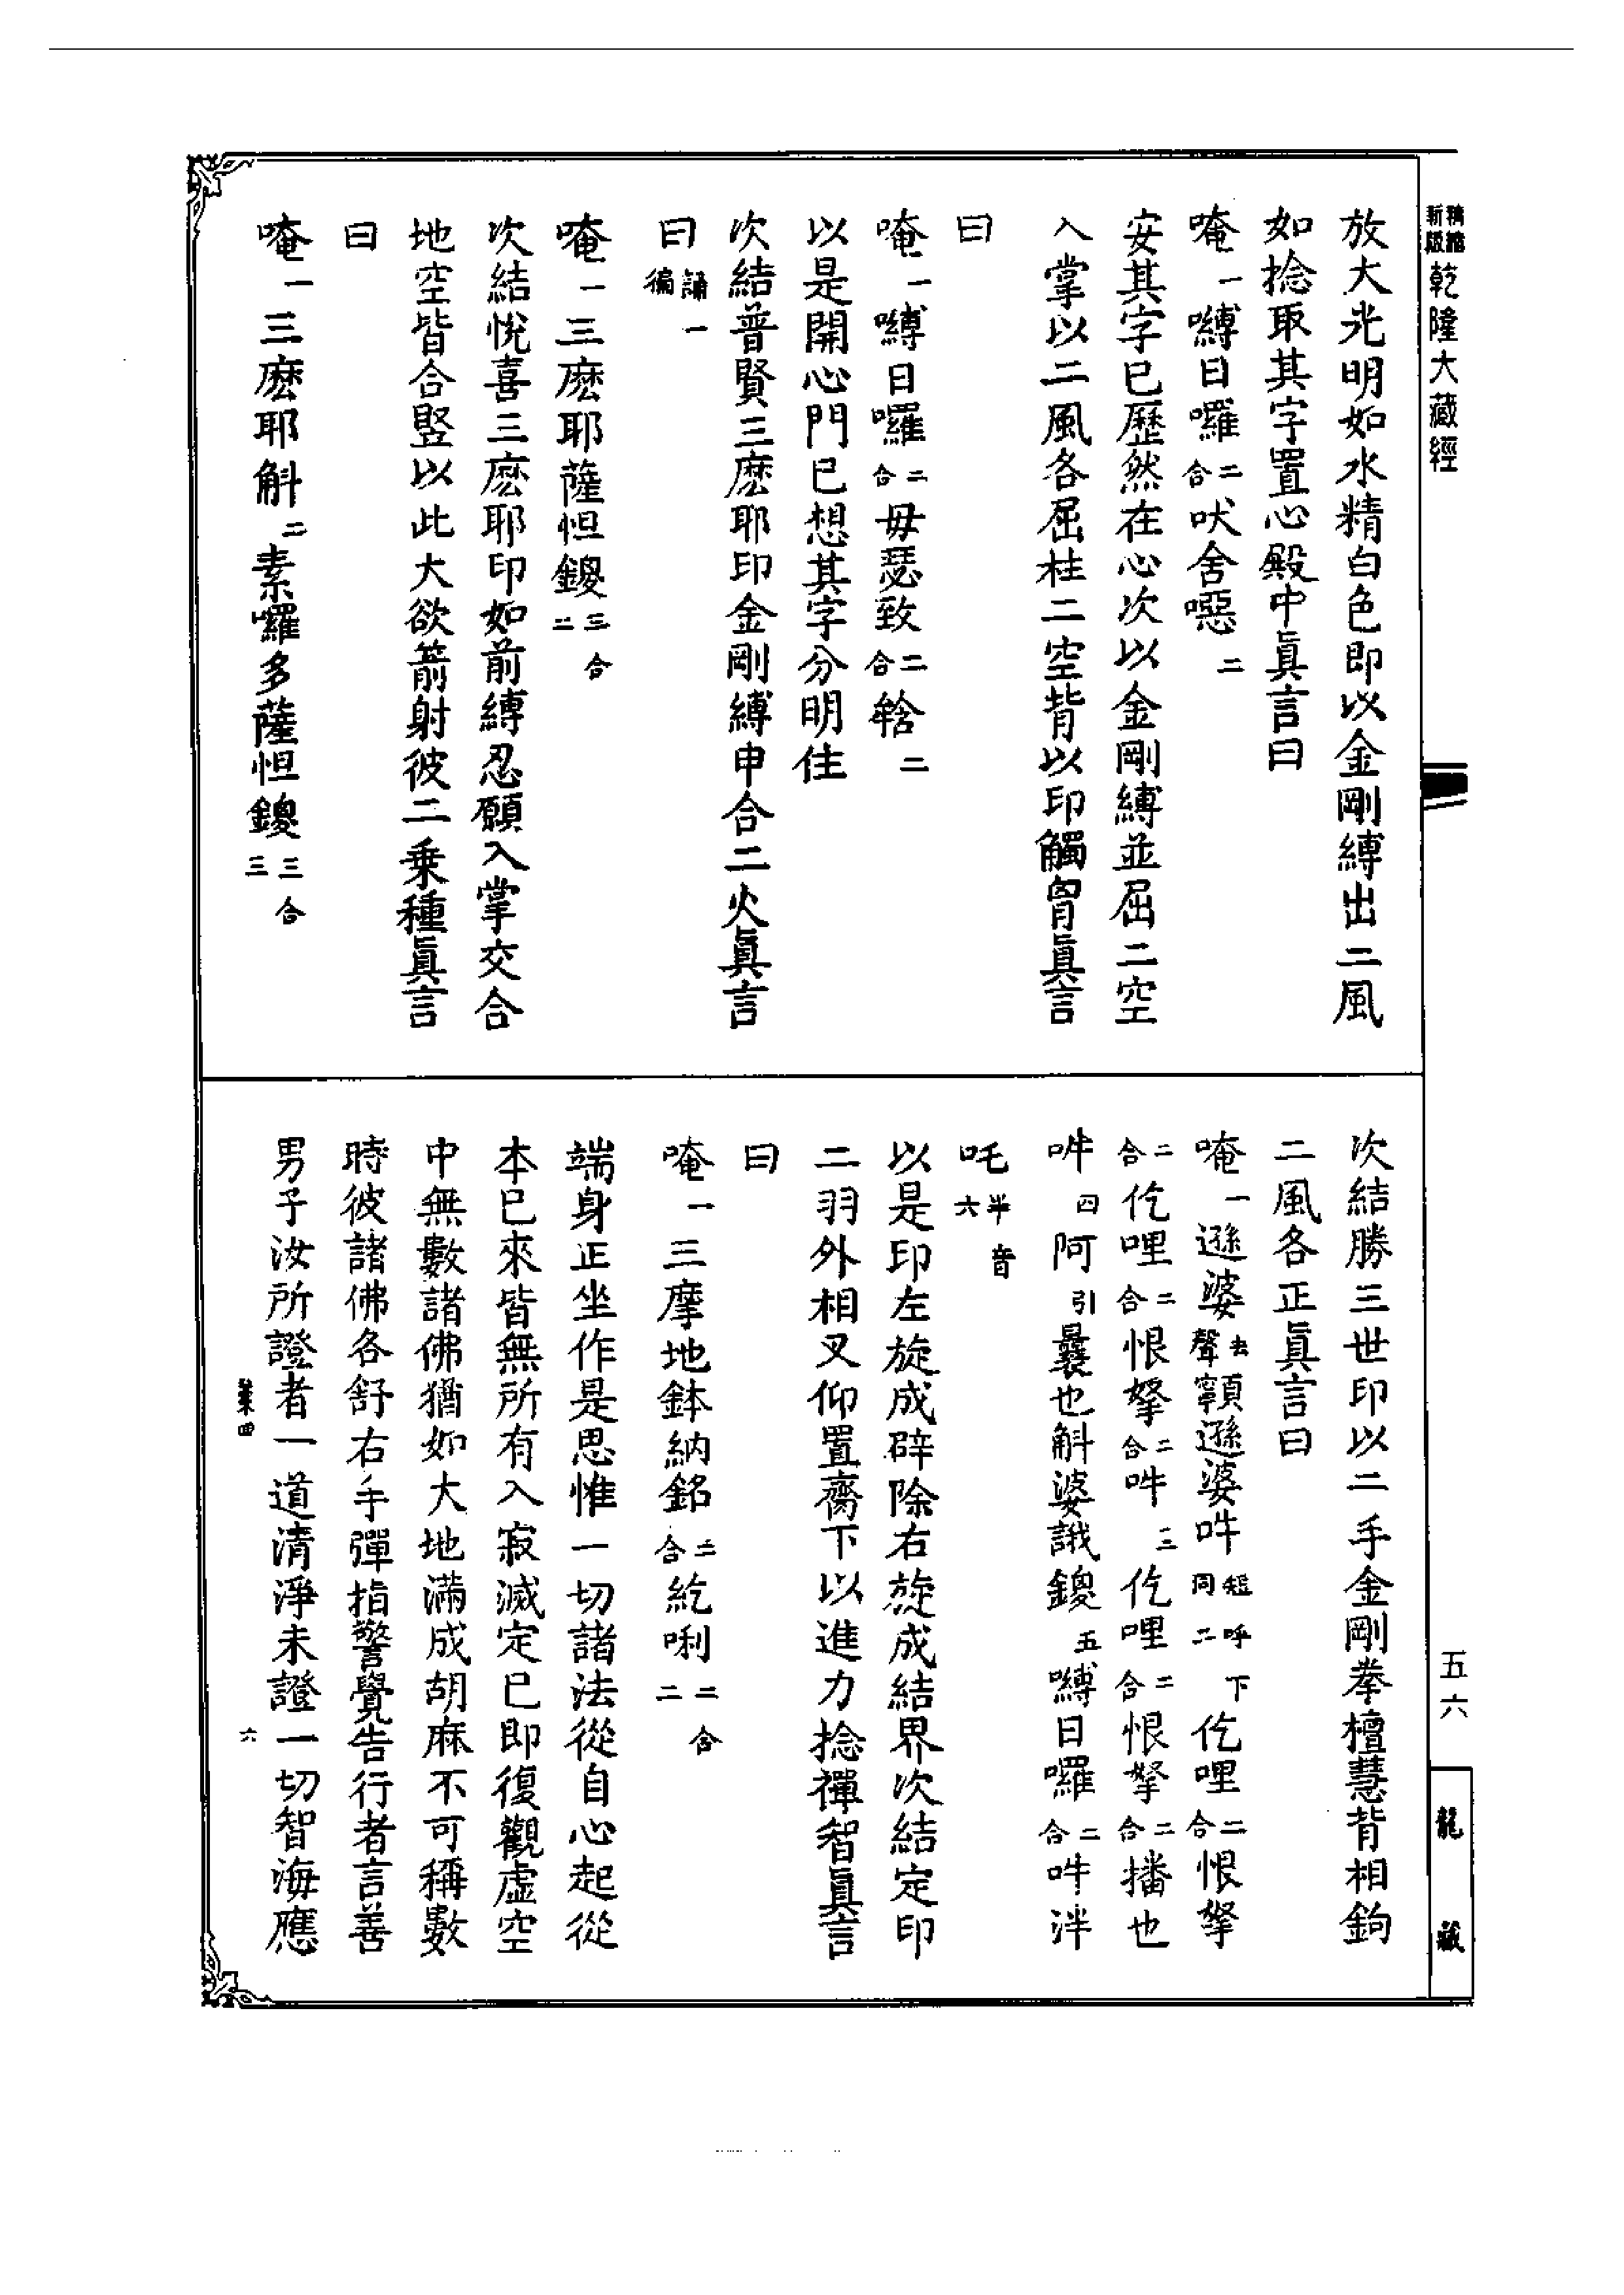 新版精縮乾隆大藏經
放大光明如水精白色即以金剛縛出二風
如捻取其字置心殿中眞言曰
唵一嚩日囉二合吠舍噁二
安其字已歷然在心次以金剛縛並屈二空
入掌以二風各屈柱二空背以印觸胷眞言
曰
唵一嚩日囉二合毋瑟致二合輅二
以是開心門已想其字分明住
次結普賢三麽耶印金剛縛申合二火眞言
曰誦一徧
唵一三麽耶薩怛鑁三合二
次結悅喜三麽耶印如前縛忍願入掌交合
地空皆合豎以此大欲箭射彼二乗種眞言
曰
唵一三麽耶斛二素囉多薩怛鑁三合三
次結勝三世印以二手金剛拳檀慧背相鉤
二風各正眞言曰
唵一遜婆去聲寧頁遜婆吽短呼下同二仡哩二合恨拏
二合仡哩二合恨拏二合吽三仡哩二合恨拏二合播也
吽四阿引曩也斛婆誐鑁五嚩日囉二合吽泮
吒半音六
以是印左旋成辟除右旋成結界次結定印
二羽外相叉仰置齎下以進力捻禪智眞言
曰
唵一三摩地鉢納銘二合紇唎二合二
端身正坐作是思惟一切諸法從自心起從
本已來皆無所有入寂滅定已即復觀虛空
中無數諸佛猶如大地滿成胡麻不可稱數
時彼諸佛各舒右手彈指警覺告行者言善
男子汝所證者一道清淨未證一切智海應
五六
龍藏
六